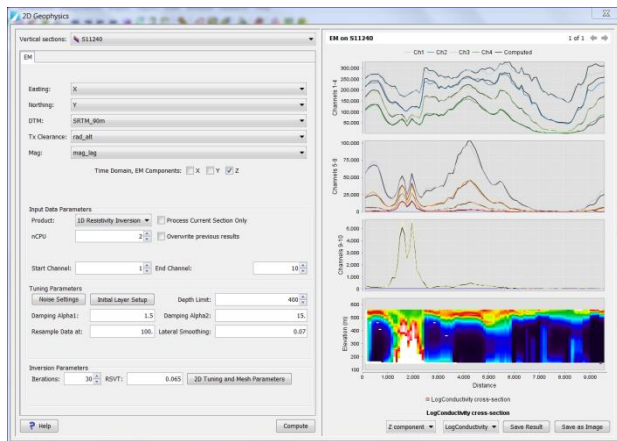 2D Geophysics
Vertical sections: S11240
EM
Easting: X
Northing: Y
DTM: SRTM_90m
Tx Clearance: rad_alt
Mag: mag_lag
Time Domain, EM Components: X Y Z
Input Data Parameters
Product: 1D Resistivity Inversion Process Current Section Only
nCPU 2 Overwrite previous results
Start Channel: 1 End Channel: 10
Tuning Parameters
Noise Settings Initial Layer Setup Depth Limit: 400
Damping Alpha1: 1.5 Damping Alpha2: 15.
Resample Data at: 100. Lateral Smoothing: 0.07
Inversion Parameters
Iterations: 30 RSVT: 0.065 2D Tuning and Mesh Parameters
? Help Compute
EM on S11240 1 of 1
Ch1 Ch2 Ch3 Ch4 Computed
Channels 1-4
300.000
250.000
200.000
150.000
100.000
50.000
Channels 5-8
100.000
75.000
50.000
25.000
0
Channels 9-10
6.000
4.000
2.000
0
Elevation (m)
600
500
400
300
200
100
0 1.000 2.000 3.000 4.000 5.000 6.000 7.000 8.000 9.000
Distance
LogConductivity cross-section
LogConductivity cross-section
Z component LogConductivity Save Result Save as Image